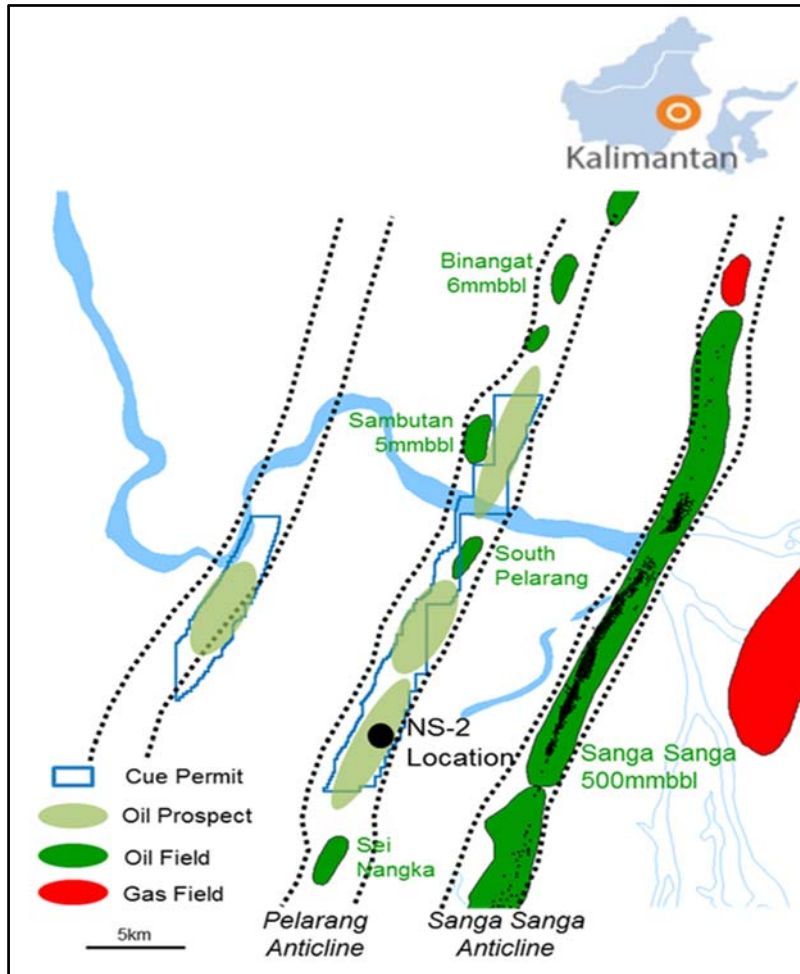 Kalimantan
Binangat
6mmbbl
Sambutan
5mmbbl
South
Pelarang
NS-2
Location
Sanga Sanga
500mmbbl
Cue Permit
Oil Prospect
Oil Field
Gas Field
Sei
Nangka
5km
Pelarang
Anticline
Sanga Sanga
Anticline